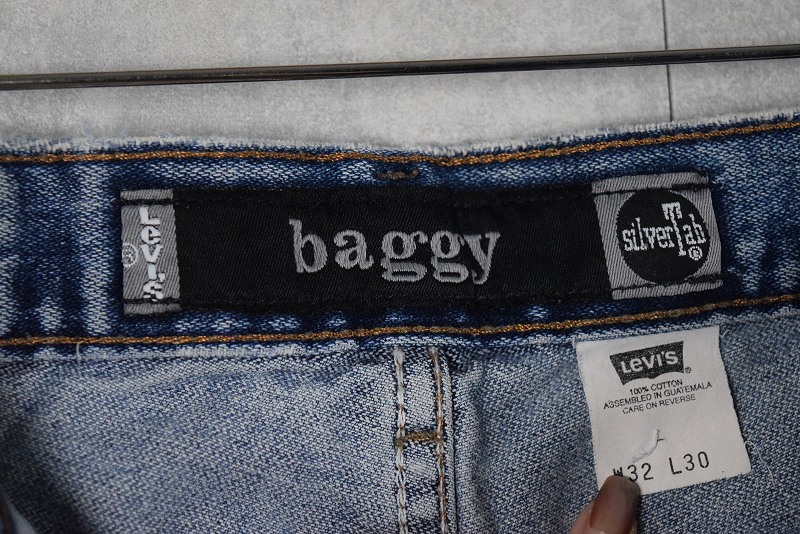 LEVI'S
®
baggy
silverTab
®
LEVI'S
®
100% COTTON
ASSEMBLED IN GUATEMALA
CARE ON REVERSE
W32 L30